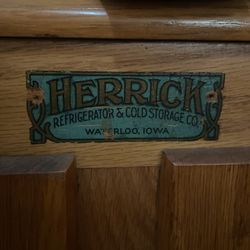 HERRICK
REFRIGERATOR & COLD STORAGE CO.
WATERLOO, IOWA